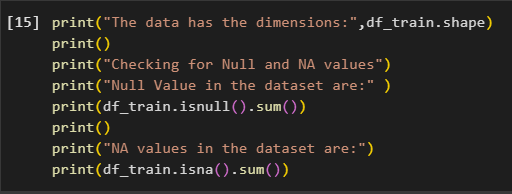 [15] print("The data has the dimensions:",df_train.shape)
print()
print("Checking for Null and NA values")
print("Null Value in the dataset are:" )
print(df_train.isnull().sum())
print()
print("NA values in the dataset are:")
print(df_train.isna().sum())